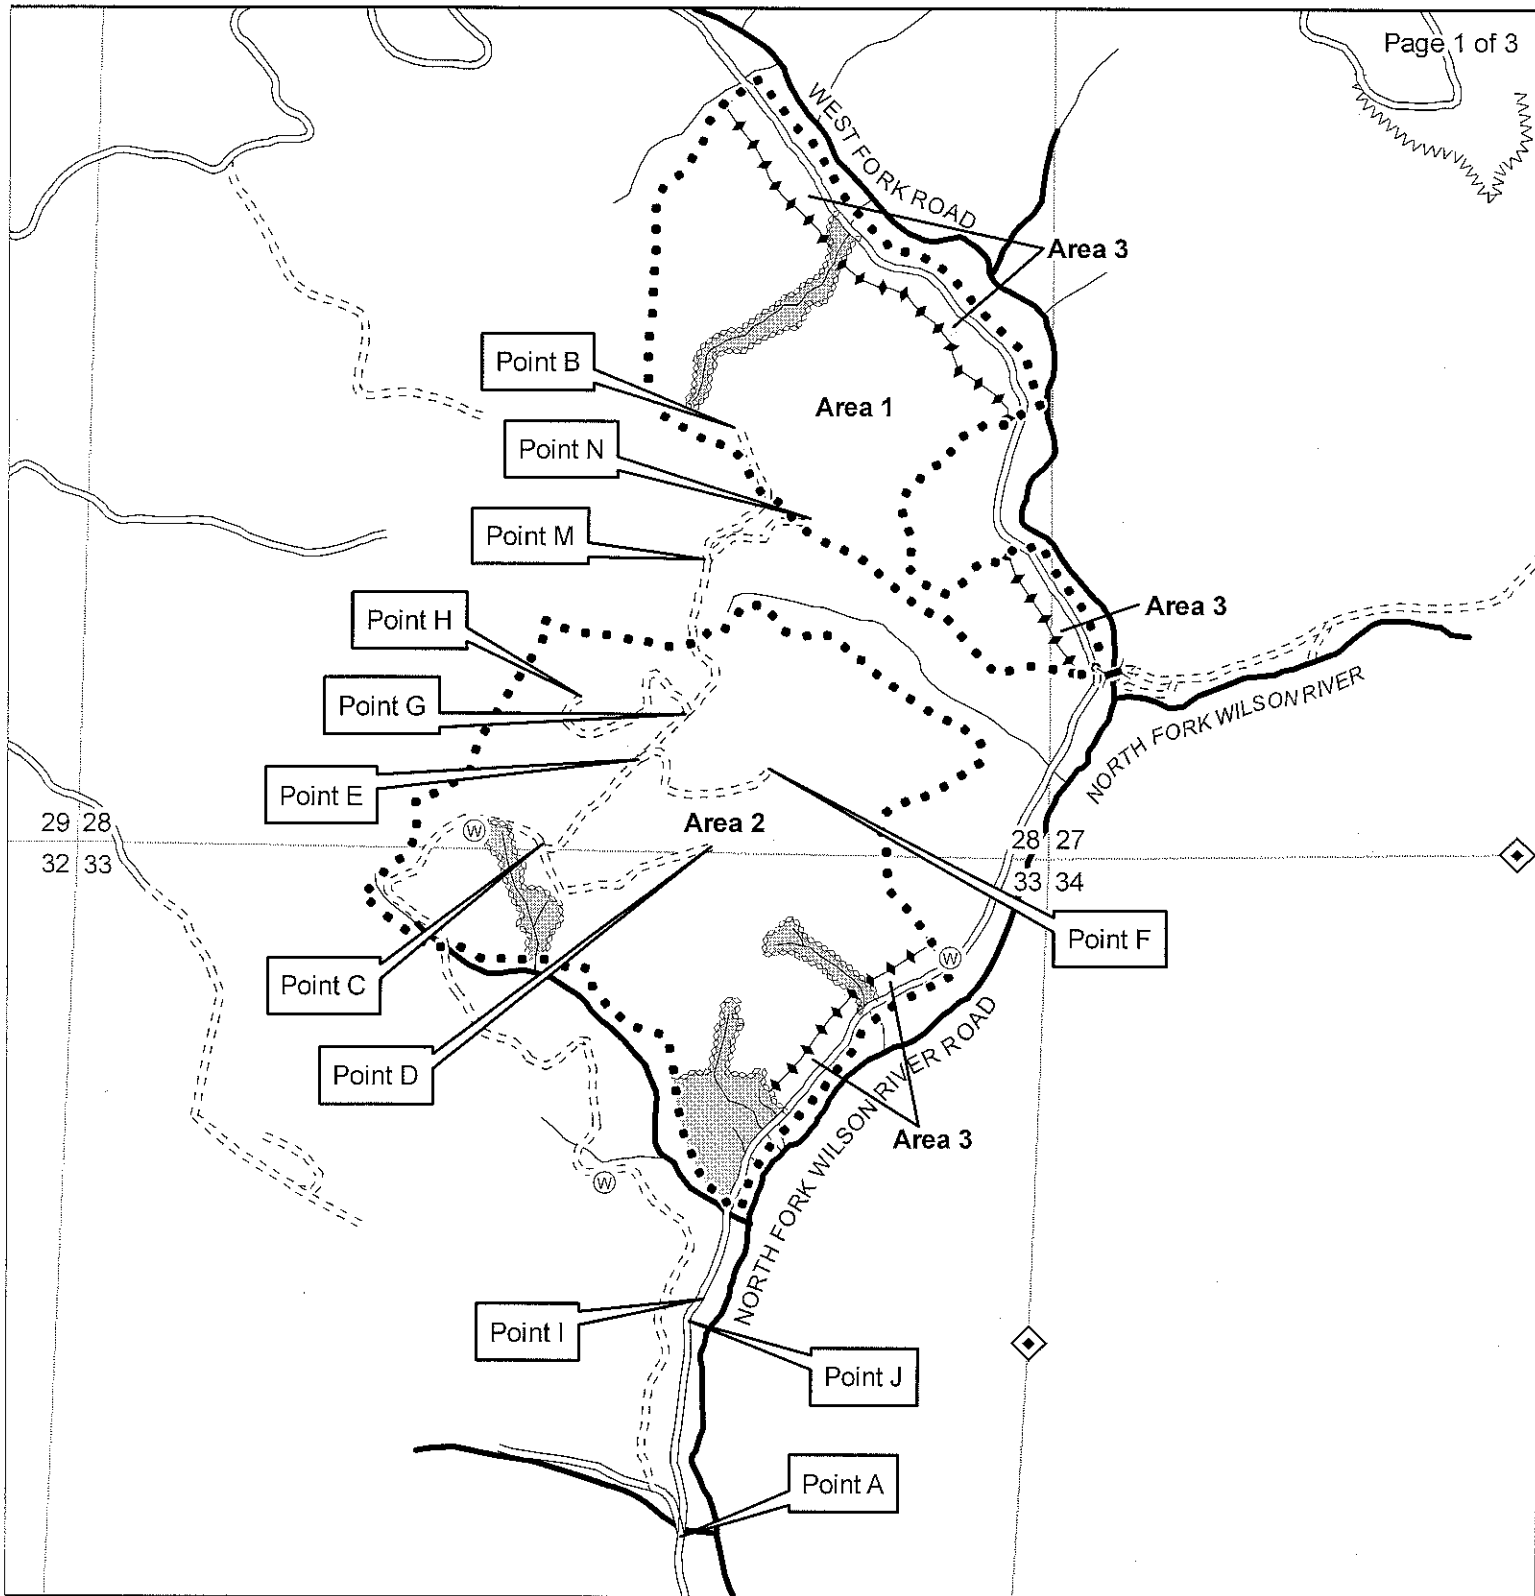 Page 1 of 3
WEST FORK ROAD
Area 3
Point B
Area 1
Point N
Point M
Point H
Area 3
Point G
NORTH FORK WILSON RIVER
Point E
W
Area 2
29 28
32 33
28 27
33 34
Point F
W
Point C
Point D
NORTH FORK WILSON RIVER ROAD
Area 3
W
Point I
Point J
Point A